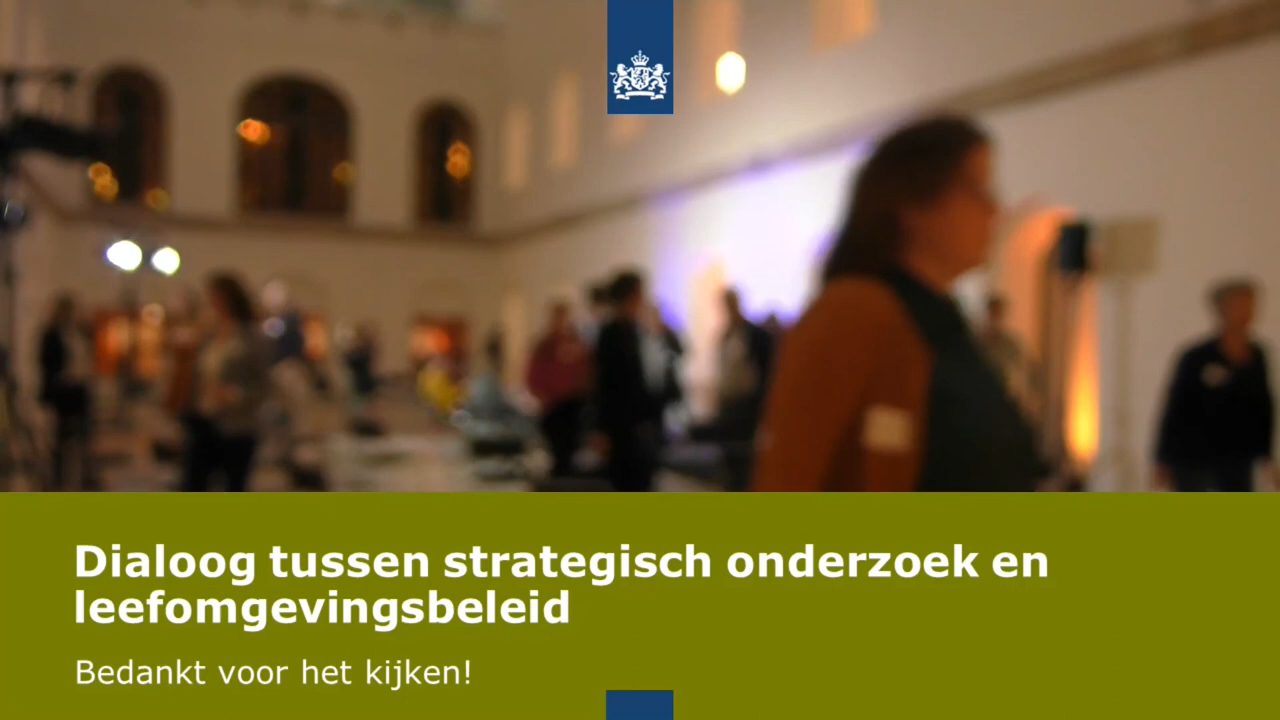 Dialoog tussen strategisch onderzoek en
leefomgevingsbeleid
Bedankt voor het kijken!